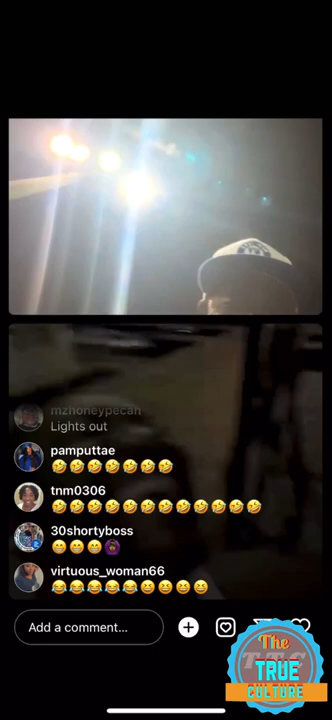 mzhoneypecan
Lights out
pamputtae
tnm0306
30shortyboss
virtuous_woman66
Add a comment...
The
TRUE
CULTURE